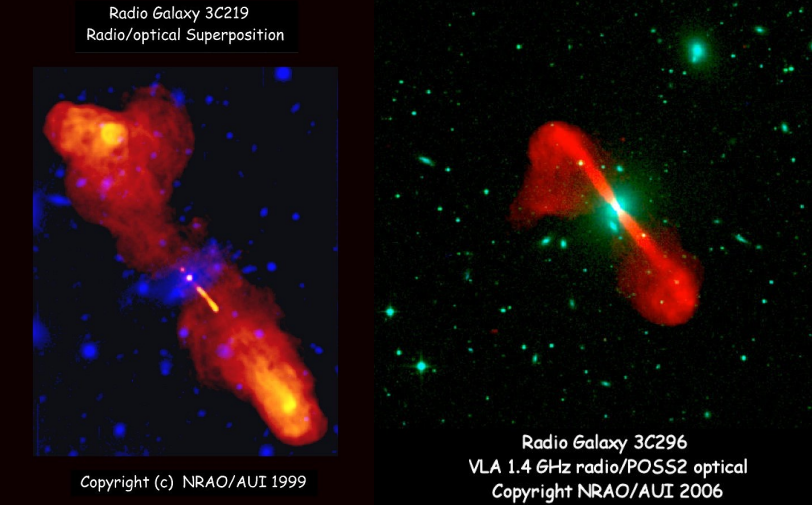 Radio Galaxy 3C219
Radio/optical Superposition
Copyright (c) NRAO/AUI 1999
Radio Galaxy 3C296
VLA 1.4 GHz radio/POSS2 optical
Copyright NRAO/AUI 2006